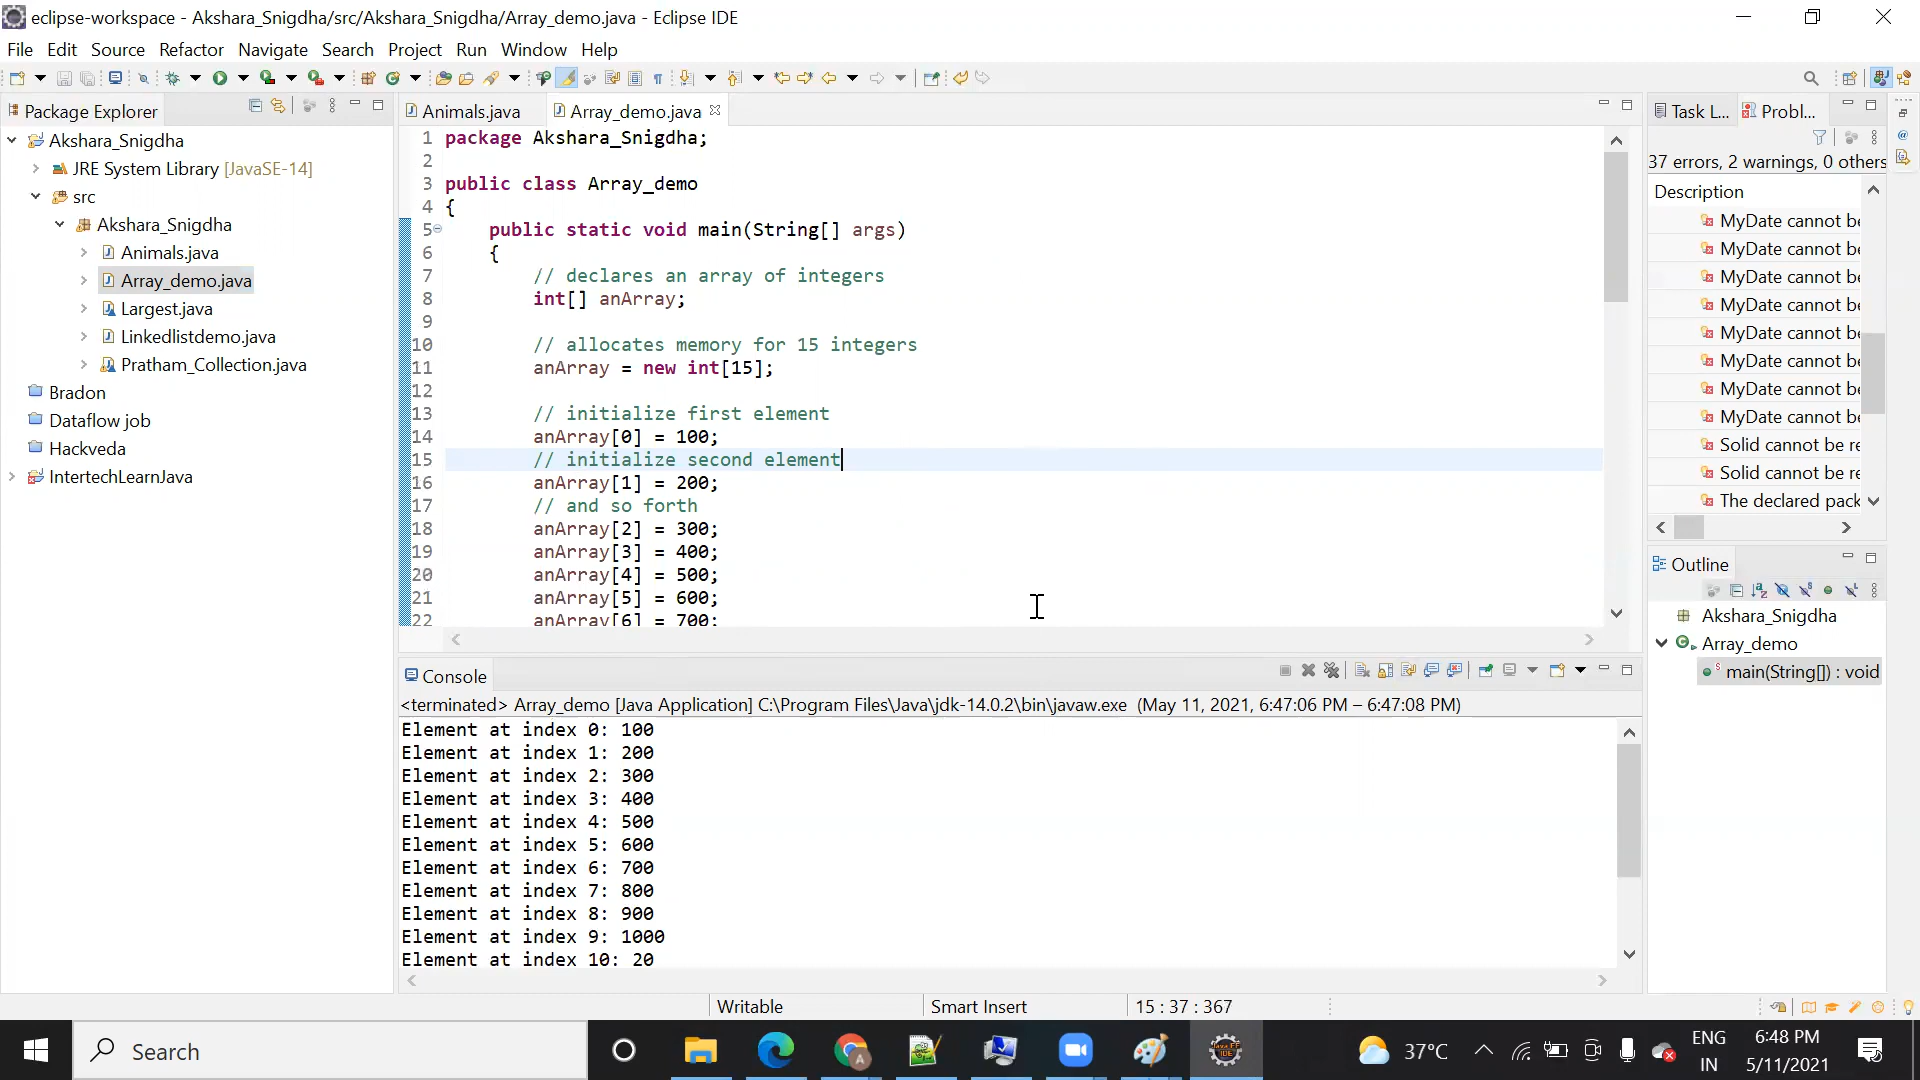 eclipse-workspace - Akshara_Snigdha/src/Akshara_Snigdha/Array_demo.java - Eclipse IDE
File Edit Source Refactor Navigate Search Project Run Window Help
Package Explorer
Akshara_Snigdha
JRE System Library [JavaSE-14]
src
Akshara_Snigdha
Animals.java
Array_demo.java
Largest.java
Linkedlistdemo.java
Pratham_Collection.java
Bradon
Dataflow job
Hackveda
IntertechLearnJava
Animals.java Array_demo.java
1 package Akshara_Snigdha;
2
3 public class Array_demo
4 {
5 public static void main(String[] args)
6 {
7 // declares an array of integers
8 int[] anArray;
9
10 // allocates memory for 15 integers
11 anArray = new int[15];
12
13 // initialize first element
14 anArray[0] = 100;
15 // initialize second element
16 anArray[1] = 200;
17 // and so forth
18 anArray[2] = 300;
19 anArray[3] = 400;
20 anArray[4] = 500;
21 anArray[5] = 600;
22 anArray[6] = 700;
Console
<terminated> Array_demo [Java Application] C:\Program Files\Java\jdk-14.0.2\bin\javaw.exe (May 11, 2021, 6:47:06 PM – 6:47:08 PM)
Element at index 0: 100
Element at index 1: 200
Element at index 2: 300
Element at index 3: 400
Element at index 4: 500
Element at index 5: 600
Element at index 6: 700
Element at index 7: 800
Element at index 8: 900
Element at index 9: 1000
Element at index 10: 20
Task L... Probl...
37 errors, 2 warnings, 0 others
Description
MyDate cannot be
MyDate cannot be
MyDate cannot be
MyDate cannot be
MyDate cannot be
MyDate cannot be
MyDate cannot be
MyDate cannot be
Solid cannot be re
Solid cannot be re
The declared pack
Outline
Akshara_Snigdha
Array_demo
main(String[]) : void
Writable Smart Insert 15 : 37 : 367
Search
37°C
ENG
IN
6:48 PM
5/11/2021